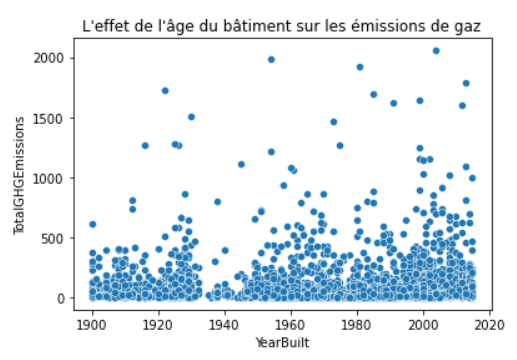 L'effet de l'âge du bâtiment sur les émissions de gaz
2000
1500
1000
500
0
TotalGHGEmissions
1900 1920 1940 1960 1980 2000 2020
YearBuilt